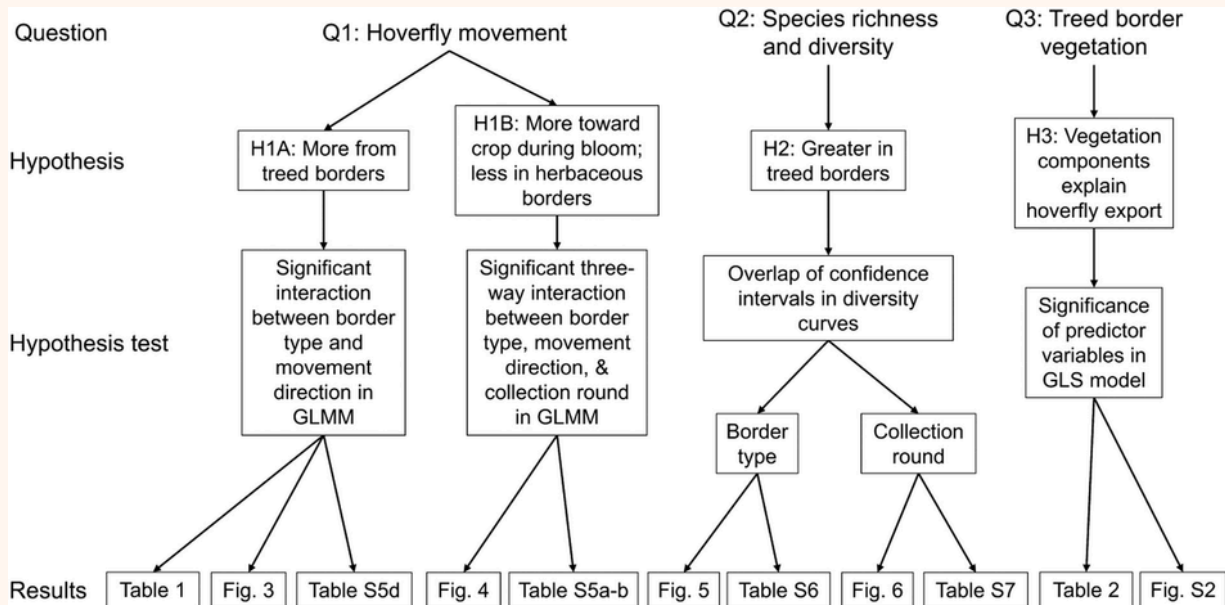 Question
Q1: Hoverfly movement
Q2: Species richness
and diversity
Q3: Treed border
vegetation
Hypothesis
H1A: More from
treed borders
H1B: More toward
crop during bloom;
less in herbaceous
borders
H2: Greater in
treed borders
H3: Vegetation
components
explain
hoverfly export
Hypothesis test
Significant
interaction
between border
type and
movement
direction in
GLMM
Significant three-
way interaction
between border
type, movement
direction, &
collection round
in GLMM
Overlap of confidence
intervals in diversity
curves
Border
type
Collection
round
Significance
of predictor
variables in
GLS model
Results
Table 1
Fig. 3
Table S5d
Fig. 4
Table S5a-b
Fig. 5
Table S6
Fig. 6
Table S7
Table 2
Fig. S2